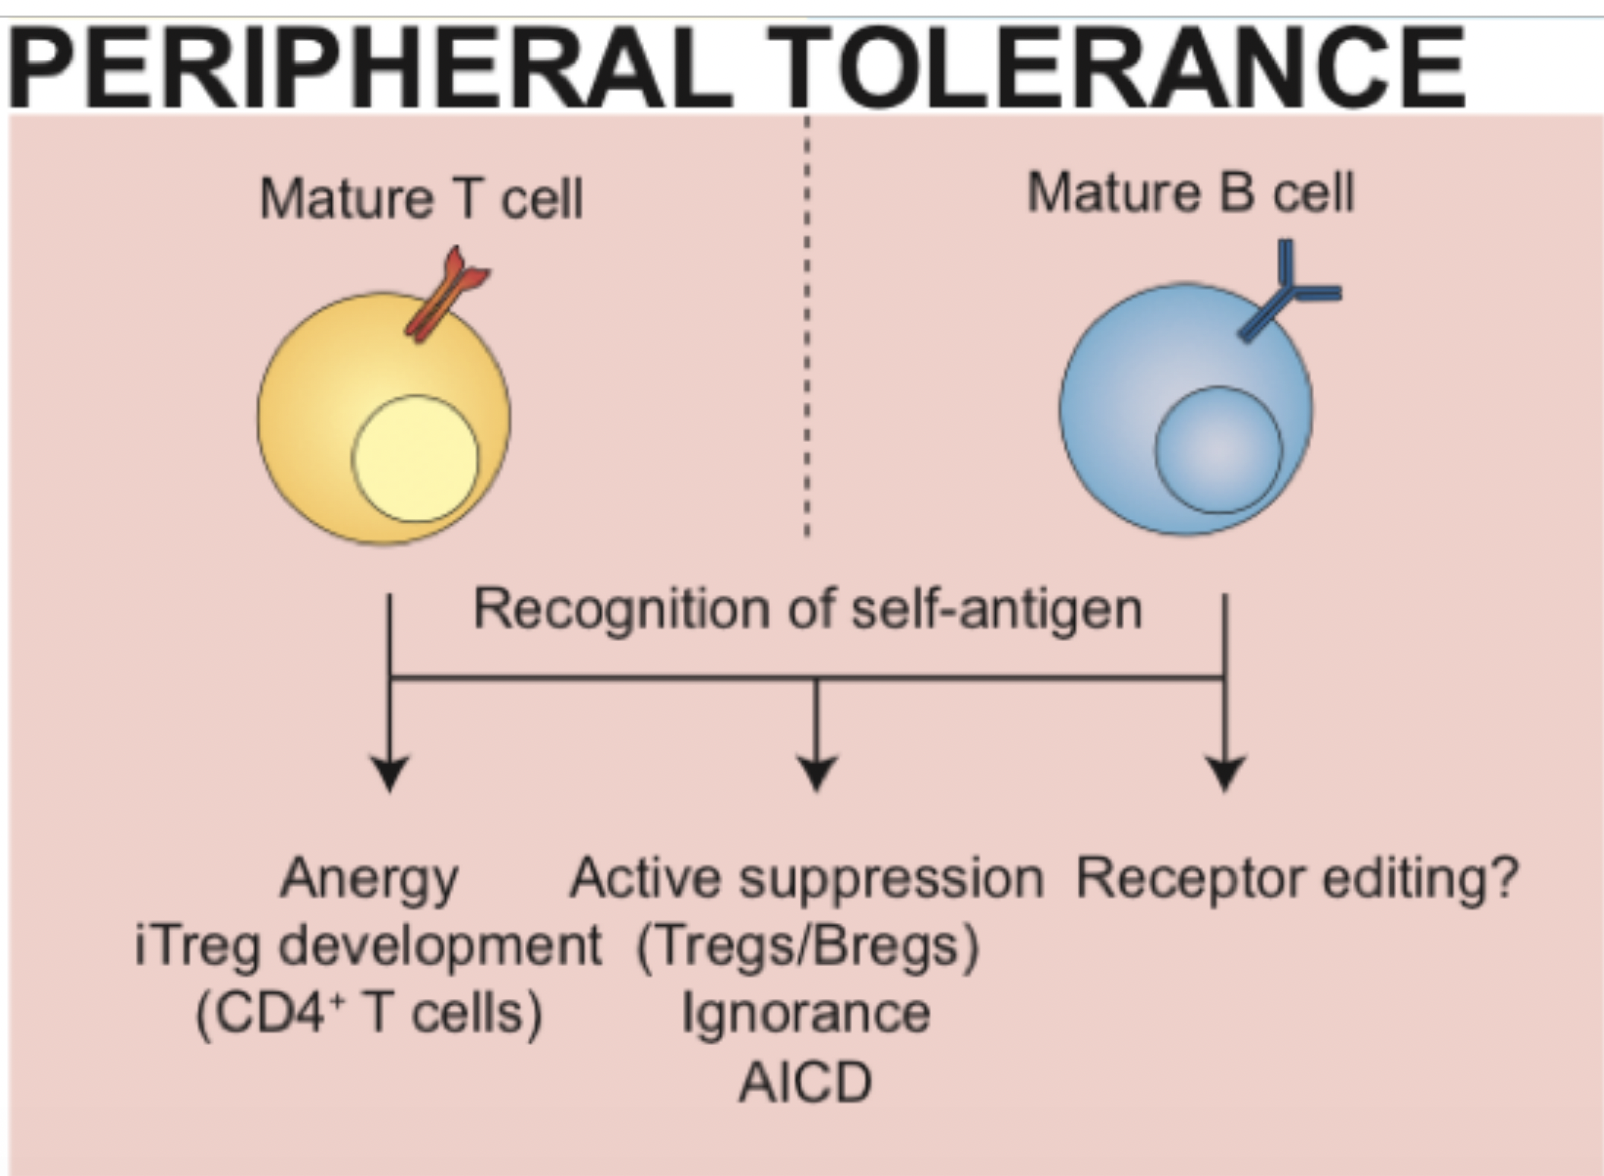 PERIPHERAL TOLERANCE
Mature T cell
Mature B cell
Recognition of self-antigen
Anergy
iTreg development
(CD4⁺ T cells)
Active suppression
(Tregs/Bregs)
Ignorance
AICD
Receptor editing?